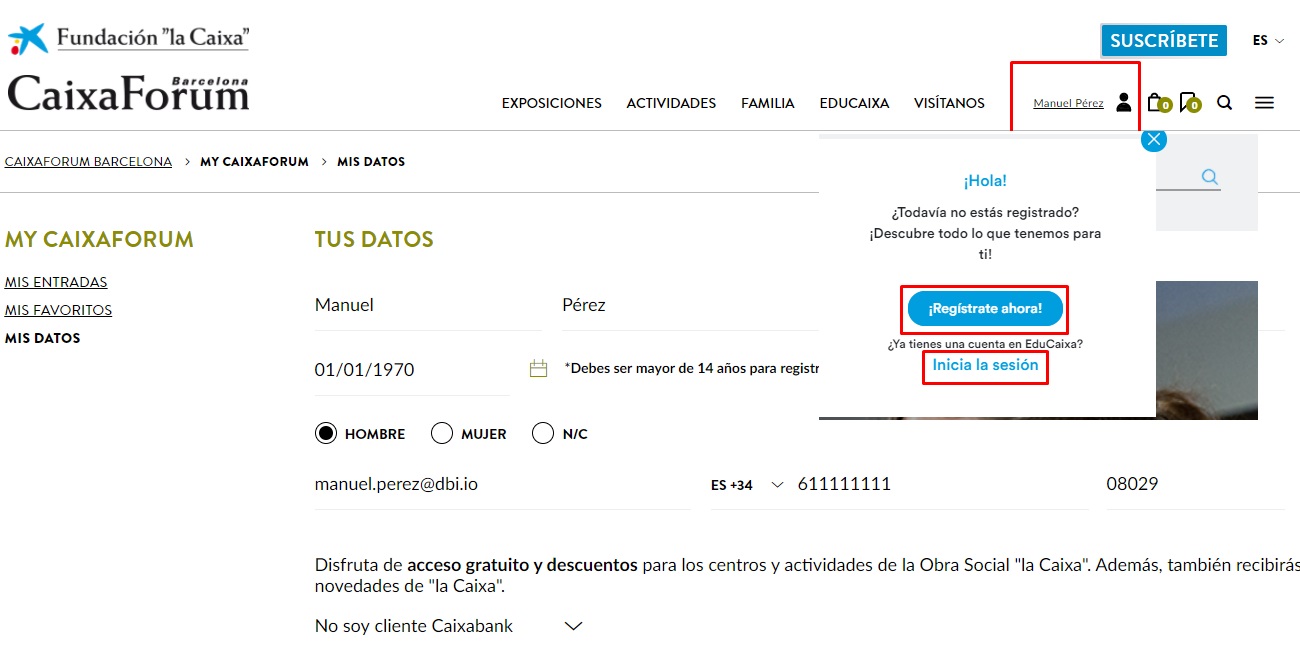 Fundación "la Caixa"
SUSCRÍBETE
ES
Barcelona
CaixaForum
EXPOSICIONES ACTIVIDADES FAMILIA EDUCAIXA VISÍTANOS
Manuel Pérez
0
0
CAIXAFORUM BARCELONA > MY CAIXAFORUM > MIS DATOS
¡Hola!
¿Todavía no estás registrado?
¡Descubre todo lo que tenemos para
ti!
¡Regístrate ahora!
¿Ya tienes una cuenta en EduCaixa?
Inicia la sesión
MY CAIXAFORUM
MIS ENTRADAS
MIS FAVORITOS
MIS DATOS
TUS DATOS
Manuel Pérez
01/01/1970 *Debes ser mayor de 14 años para registr
HOMBRE MUJER N/C
manuel.perez@dbi.io ES +34 611111111 08029
Disfruta de acceso gratuito y descuentos para los centros y actividades de la Obra Social "la Caixa". Además, también recibirás
novedades de "la Caixa".
No soy cliente Caixabank